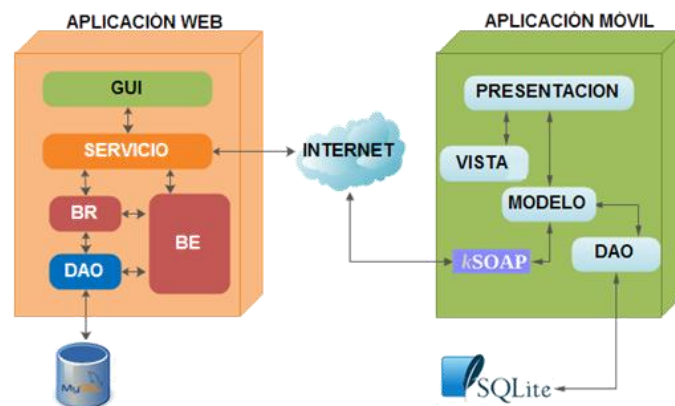 APLICACIÓN WEB
GUI
SERVICIO
BR
BE
DAO
MySQL
INTERNET
APLICACIÓN MÓVIL
PRESENTACION
VISTA
MODELO
kSOAP
DAO
SQLite